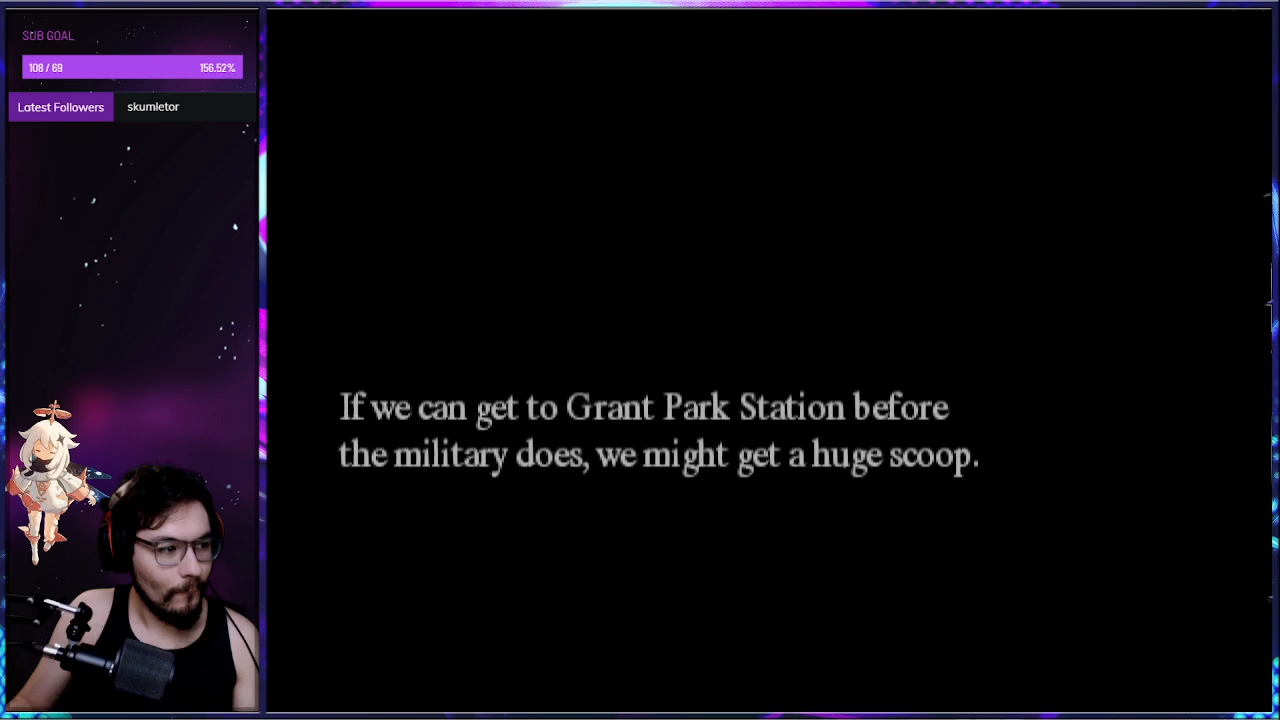 SUB GOAL
108 / 69 156.52%
Latest Followers skumletor
If we can get to Grant Park Station before
the military does, we might get a huge scoop.